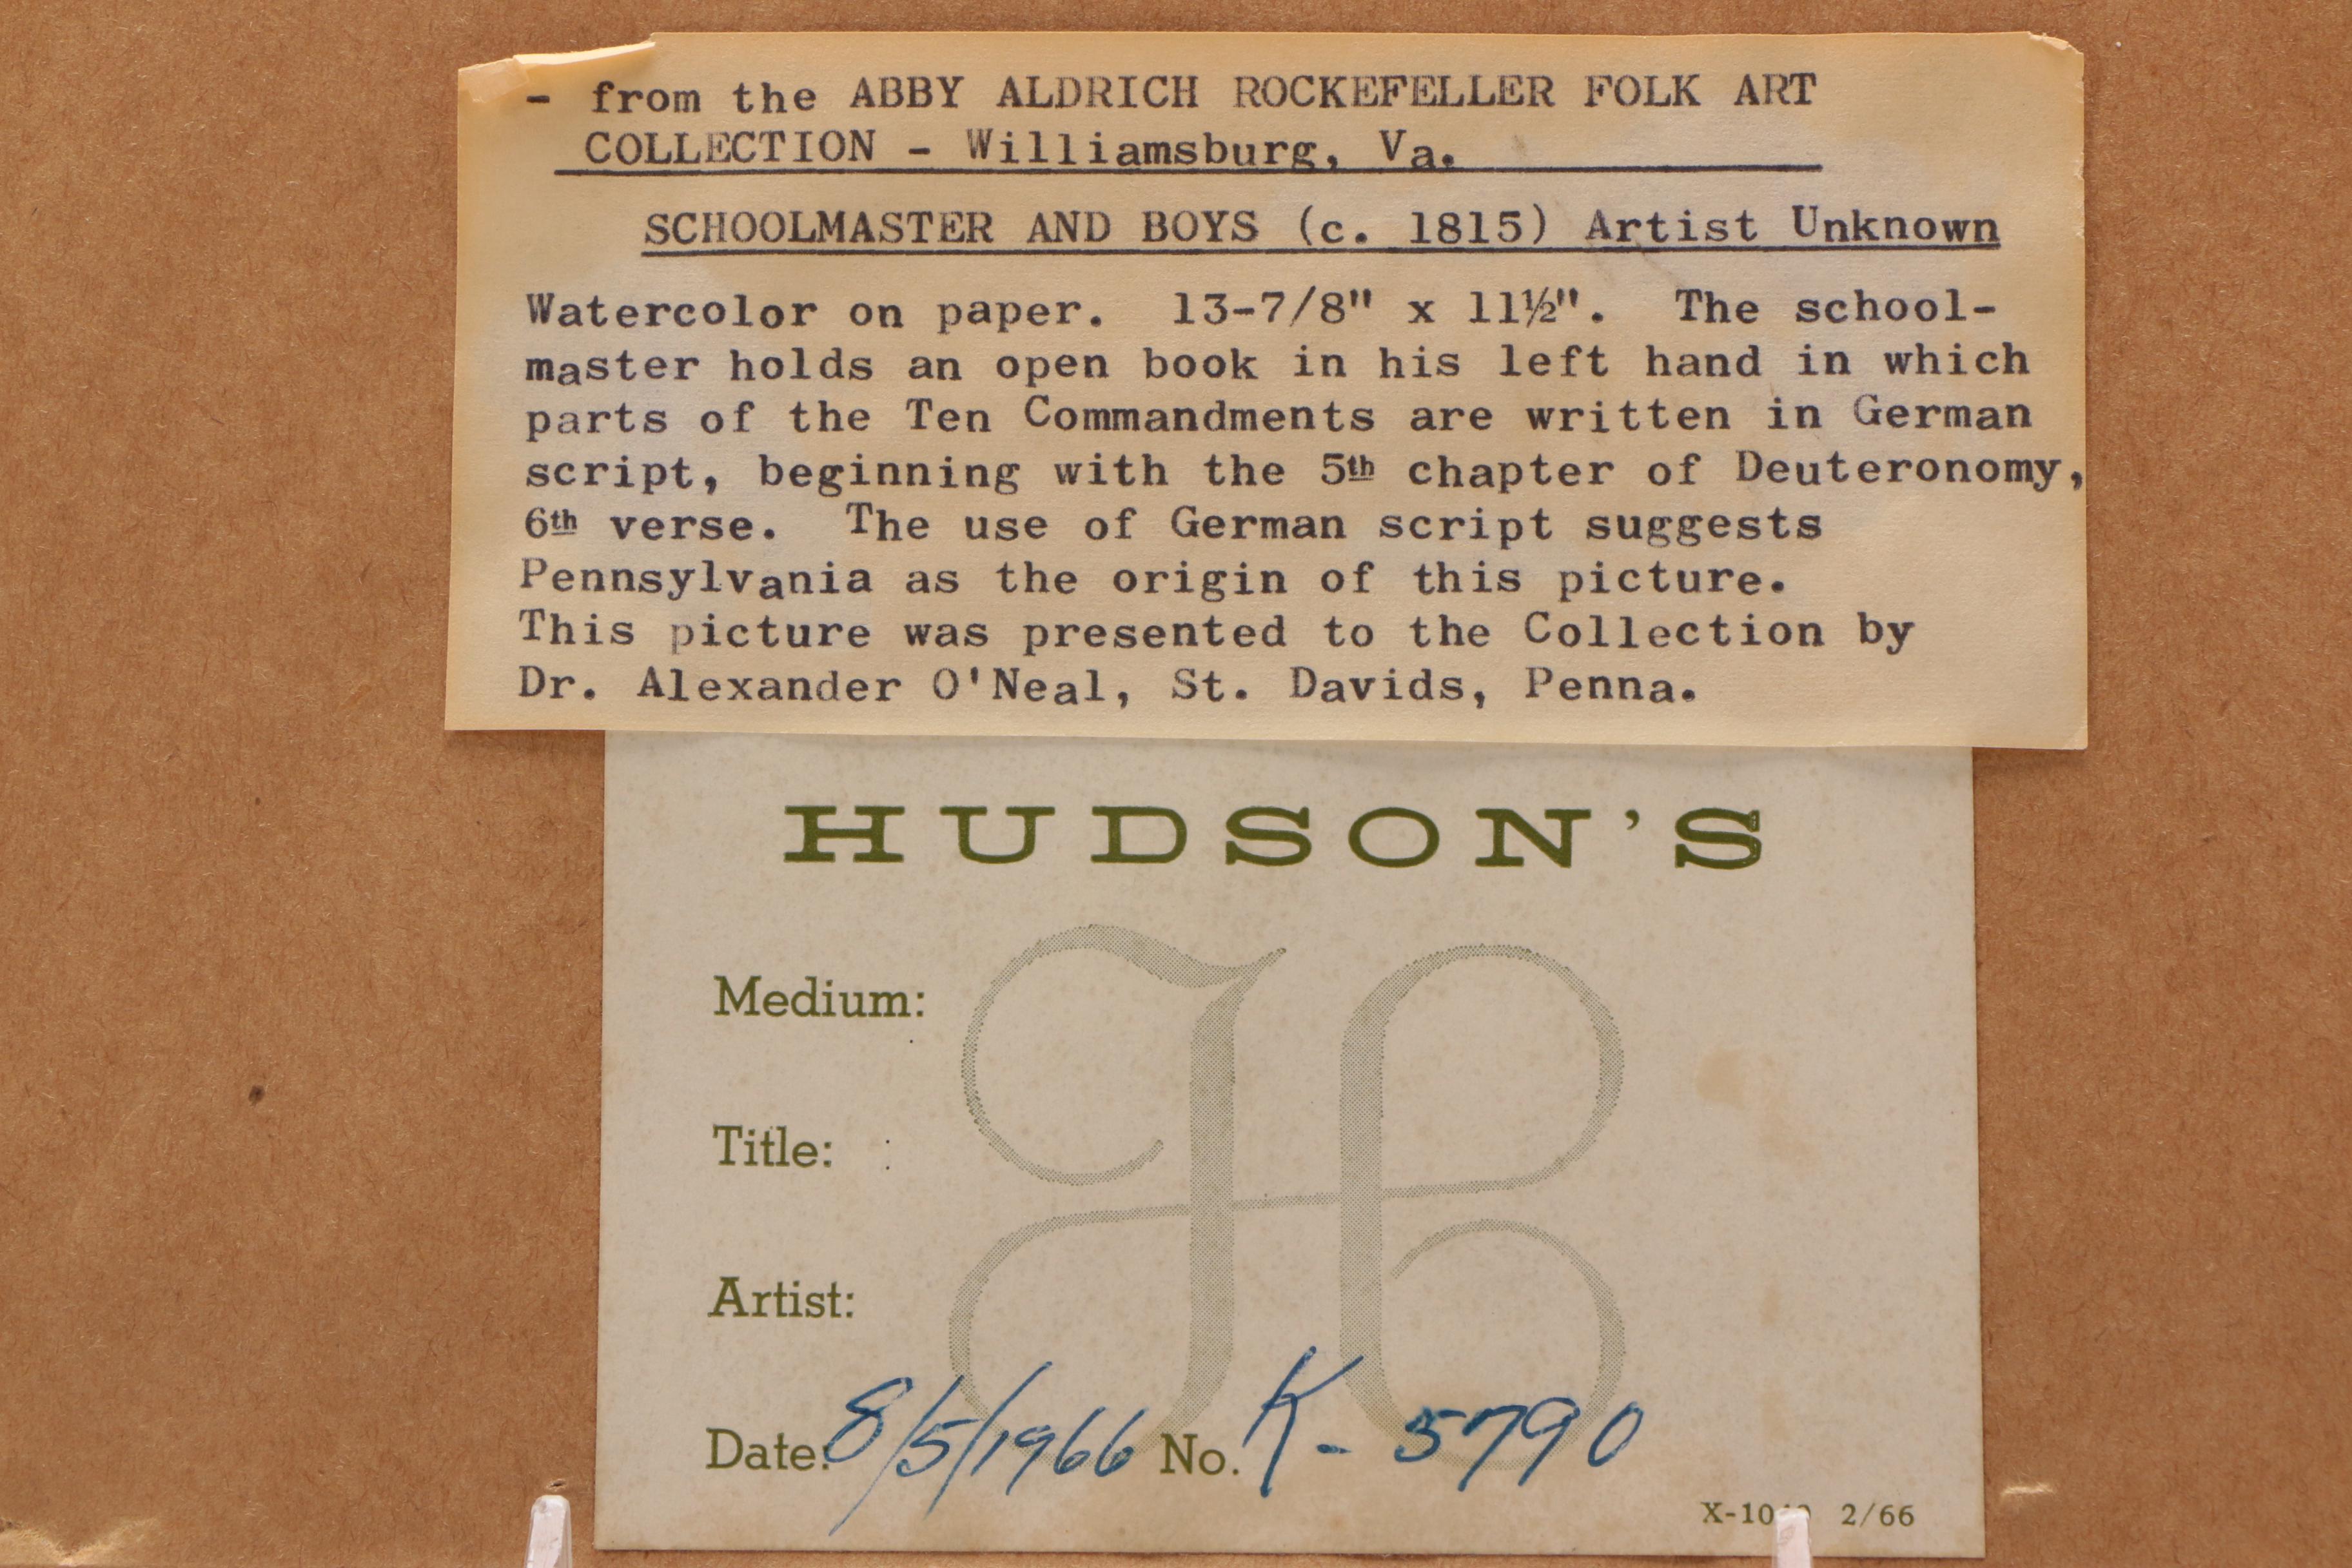 - from the ABBY ALDRICH ROCKEFELLER FOLK ART
COLLECTION - Williamsburg, Va.
SCHOOLMASTER AND BOYS (c. 1815) Artist Unknown
Watercolor on paper. 13-7/8" x 11½". The school-
master holds an open book in his left hand in which
parts of the Ten Commandments are written in German
script, beginning with the 5th chapter of Deuteronomy,
6th verse. The use of German script suggests
Pennsylvania as the origin of this picture.
This picture was presented to the Collection by
Dr. Alexander O'Neal, St. Davids, Penna.
HUDSON'S
H
Medium:
Title:
Artist:
Date: 8/5/1966 No. K- 5790
2/66